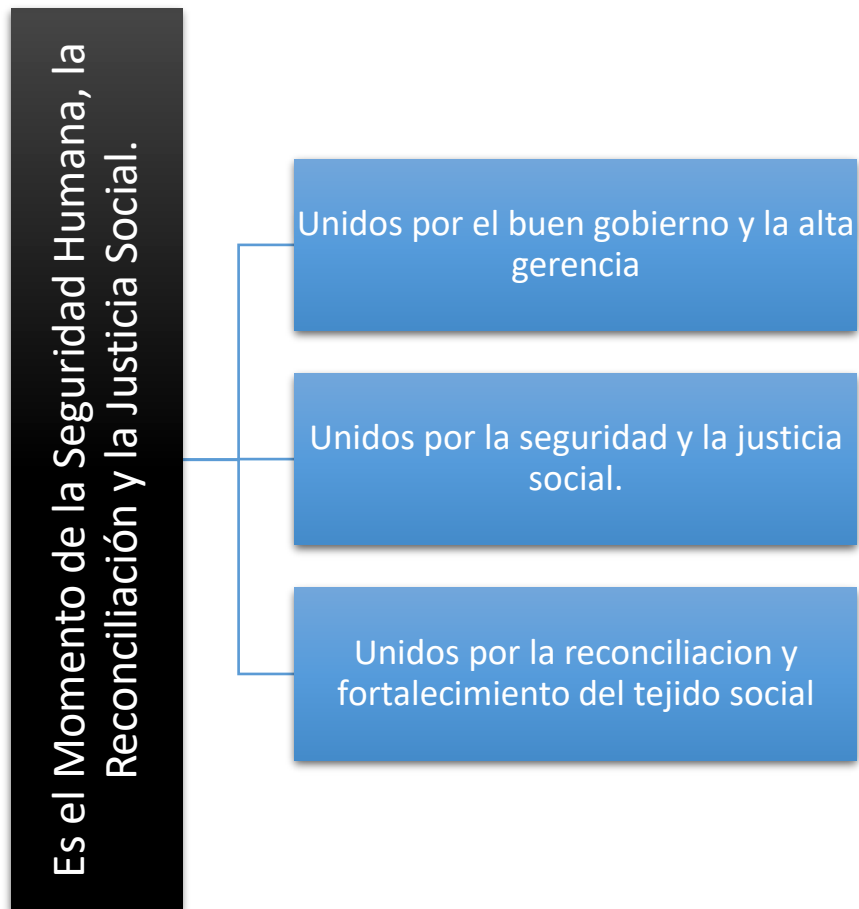 Es el Momento de la Seguridad Humana, la
Reconciliación y la Justicia Social.
Unidos por el buen gobierno y la alta
gerencia
Unidos por la seguridad y la justicia
social.
Unidos por la reconciliacion y
fortalecimiento del tejido social